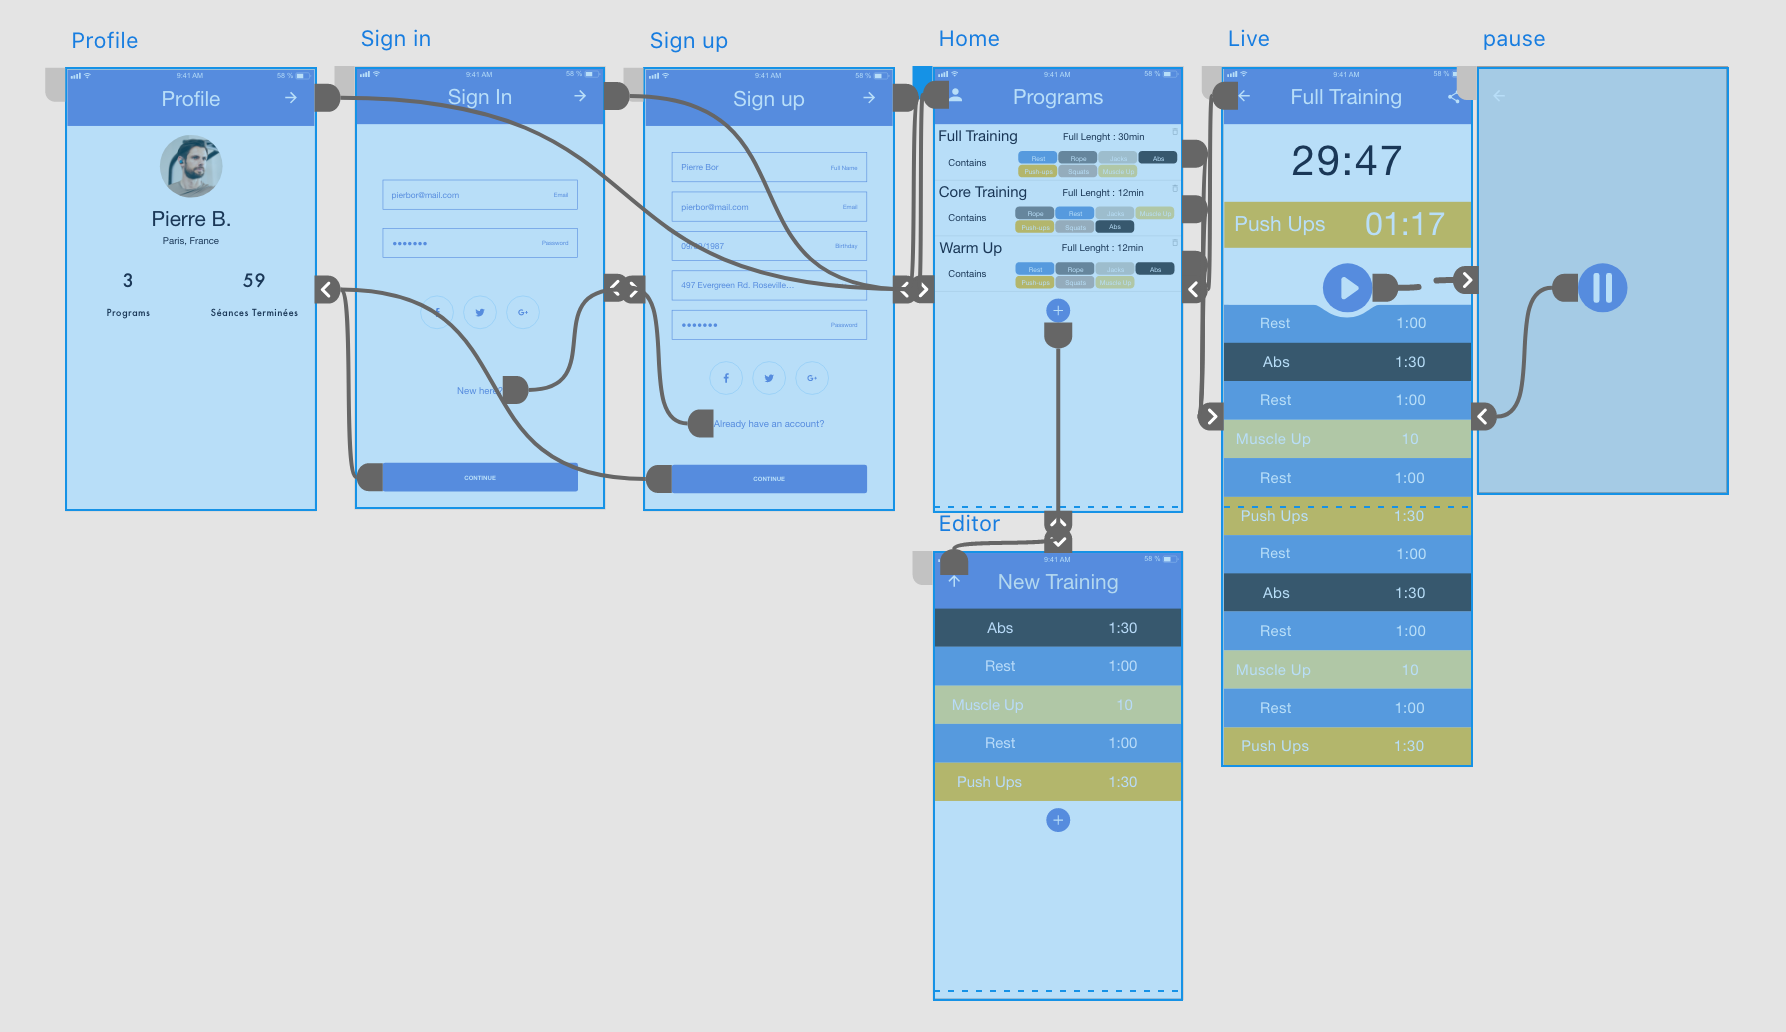 Profile
9:41 AM
58 %
Profile
Pierre B.
Paris, France
3
59
Programs
Séances Terminées
Sign in
9:41 AM
58 %
Sign In
pierbor@mail.com
Email
Password
New here?
CONTINUE
Sign up
9:41 AM
58 %
Sign up
Pierre Bor
Full Name
pierbor@mail.com
Email
Birthday
497 Evergreen Rd. Roseville...
Password
Already have an account?
CONTINUE
Home
9:41 AM
58 %
Programs
Full Training
Full Lenght : 30min
Contains
Rest
Rope
Jacks
Abs
Push-ups
Squats
Muscle Up
Core Training
Full Lenght : 12min
Contains
Rope
Rest
Jacks
Muscle Up
Push-ups
Squats
Abs
Warm Up
Full Lenght : 12min
Contains
Rest
Rope
Jacks
Abs
Push-ups
Squats
Muscle Up
Editor
9:41 AM
58 %
New Training
Abs 1:30
Rest 1:00
Muscle Up 10
Rest 1:00
Push Ups 1:30
Live
9:41 AM
58 %
Full Training
29:47
Push Ups 01:17
Rest 1:00
Abs 1:30
Rest 1:00
Muscle Up 10
Rest 1:00
Push Ups 1:30
Rest 1:00
Abs 1:30
Rest 1:00
Muscle Up 10
Rest 1:00
Push Ups 1:30
pause